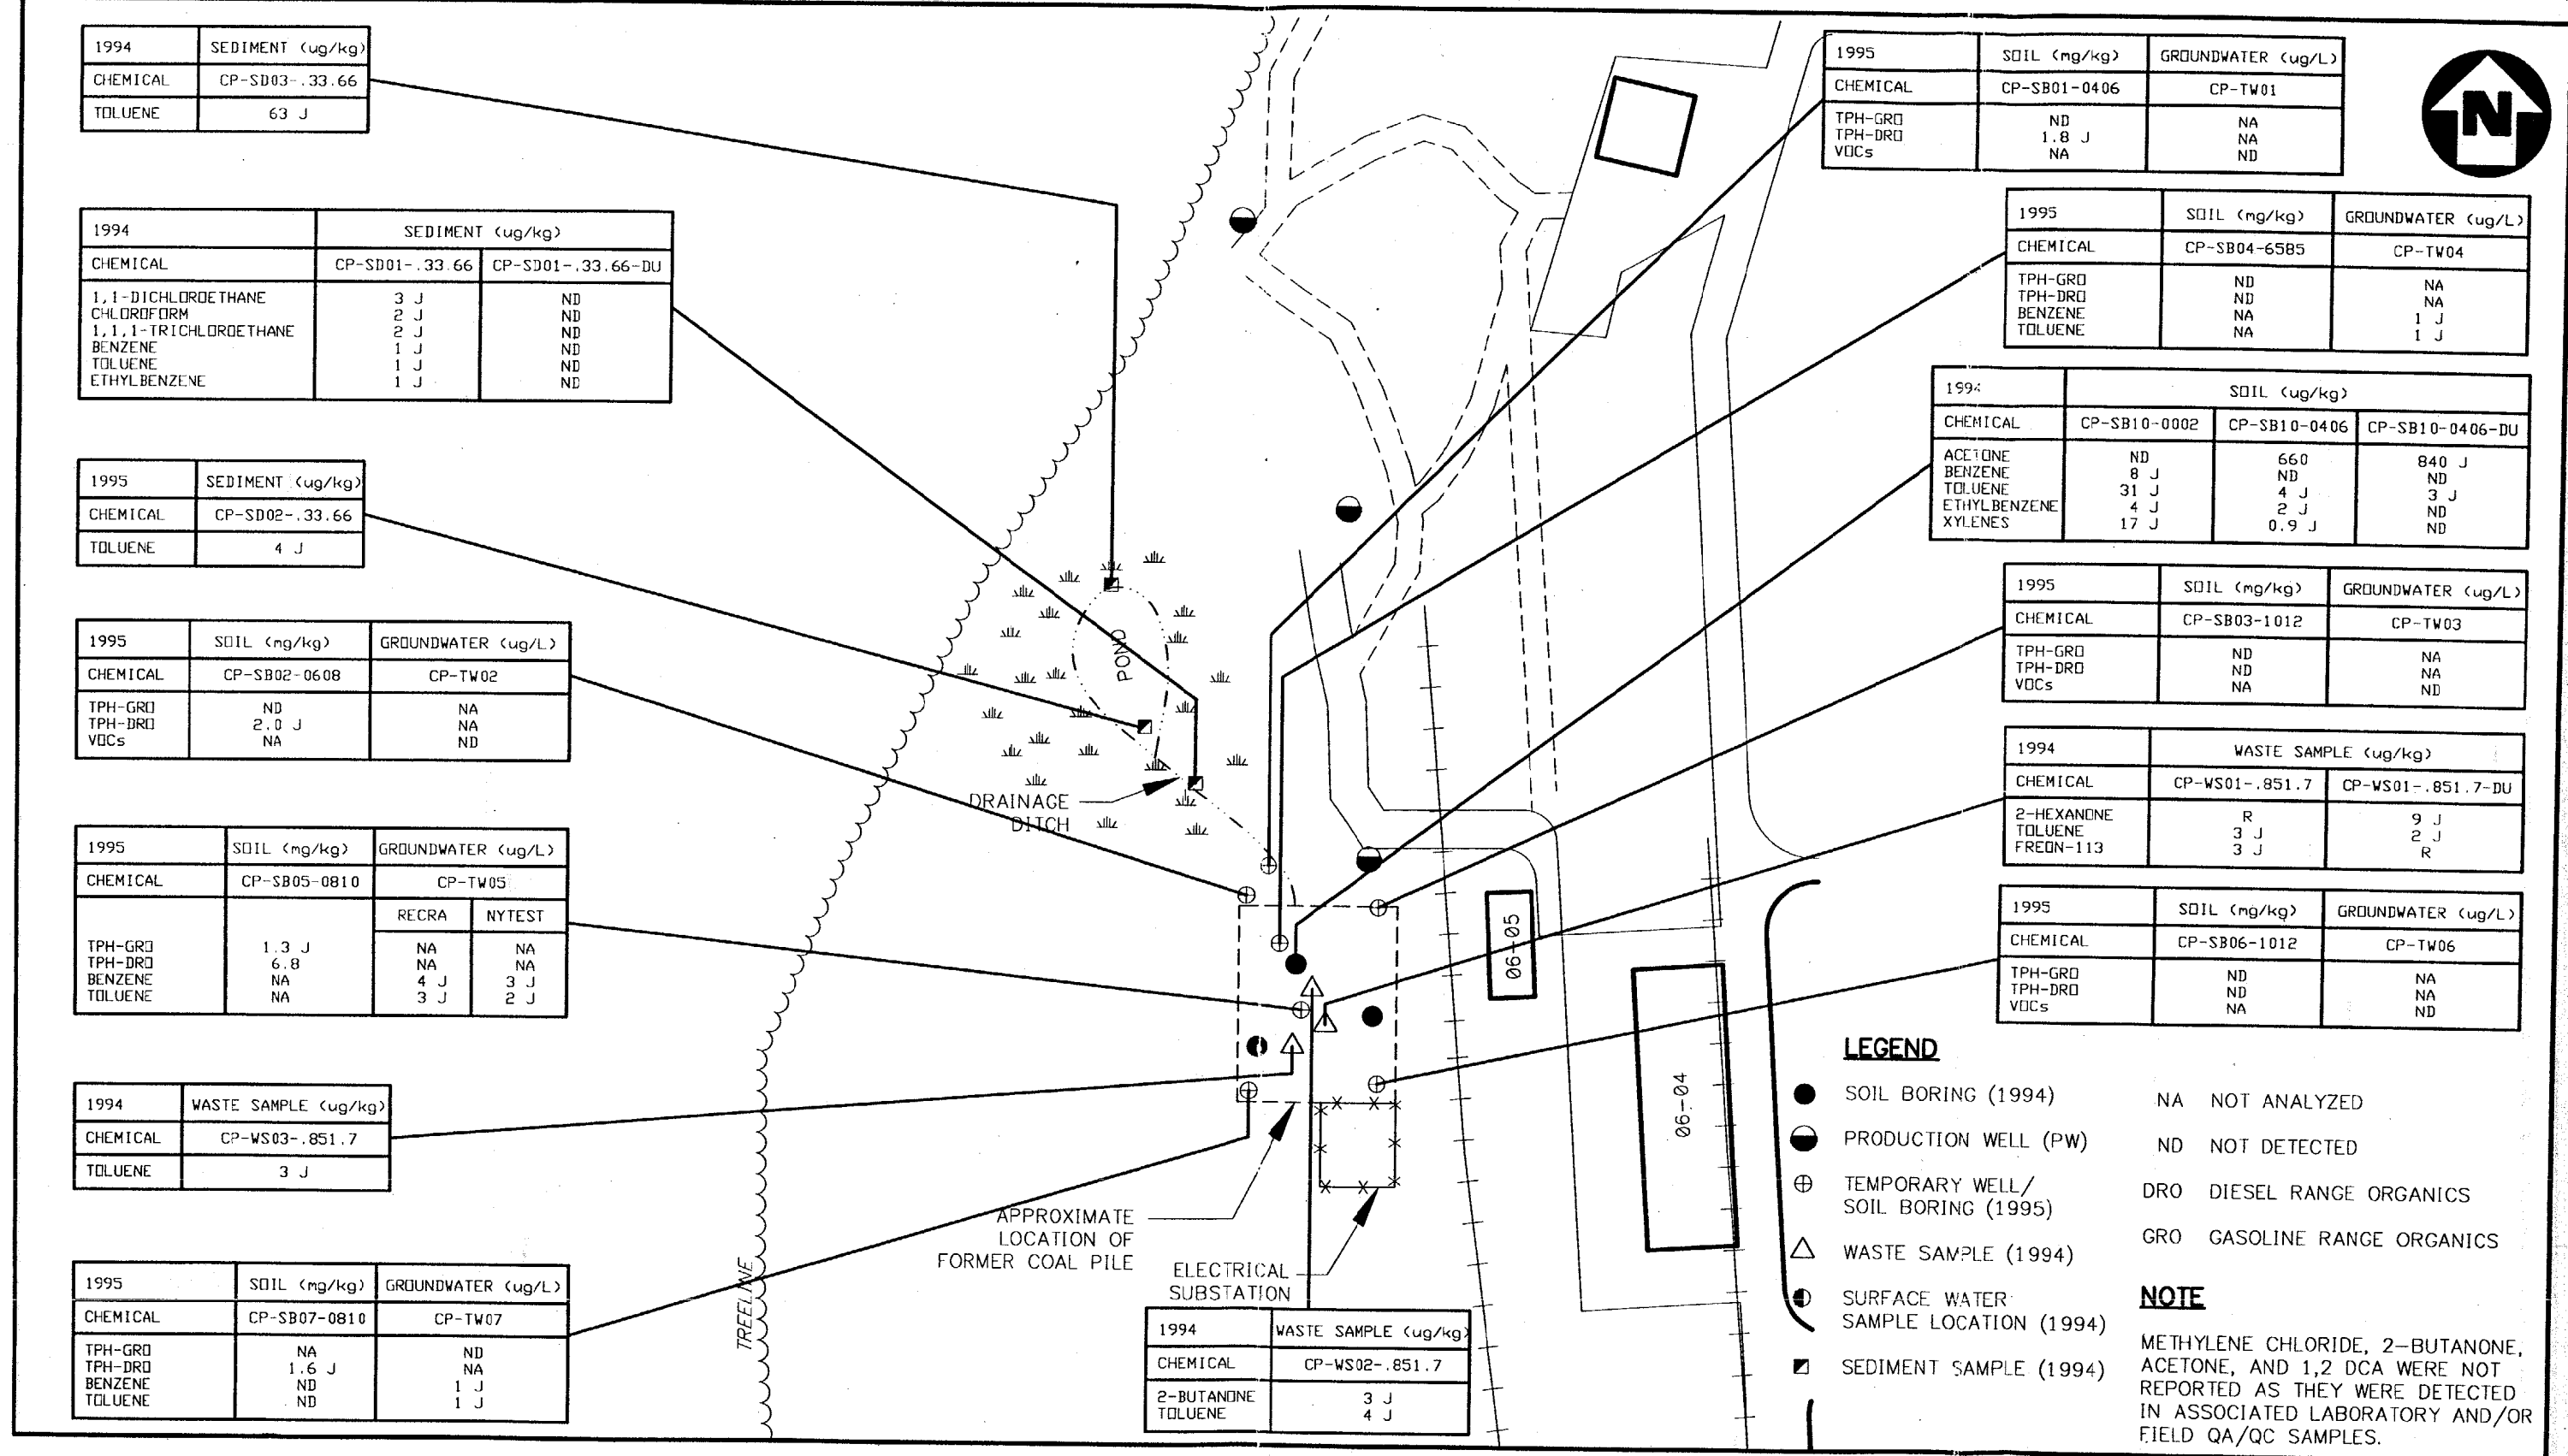 1994 SEDIMENT (ug/kg)
CHEMICAL CP-SD03-.33.66
TOLUENE 63 J
1994 SEDIMENT (ug/kg)
CHEMICAL CP-SD01-.33.66 CP-SD01-.33.66-DU
1,1-DICHLOROETHANE 3 J ND
CHLOROFORM 2 J ND
1,1,1-TRICHLOROETHANE 2 J ND
BENZENE 1 J ND
TOLUENE 1 J ND
ETHYLBENZENE 1 J ND
1995 SEDIMENT (ug/kg)
CHEMICAL CP-SD02-.33.66
TOLUENE 4 J
1995 SOIL (mg/kg) GROUNDWATER (ug/L)
CHEMICAL CP-SB02-0608 CP-TW02
TPH-GRO ND NA
TPH-DRO 2.0 J NA
VOCs NA ND
1995 SOIL (mg/kg) GROUNDWATER (ug/L)
CHEMICAL CP-SB05-0810 CP-TW05
RECRA NYTEST
TPH-GRO 1.3 J NA NA
TPH-DRO 6.8 NA NA
BENZENE NA 4 J 3 J
TOLUENE NA 3 J 2 J
1994 WASTE SAMPLE (ug/kg)
CHEMICAL CP-WS03-.851.7
TOLUENE 3 J
1995 SOIL (mg/kg) GROUNDWATER (ug/L)
CHEMICAL CP-SB07-0810 CP-TW07
TPH-GRO NA ND
TPH-DRO 1.6 J NA
BENZENE ND 1 J
TOLUENE ND 1 J
POND
DRAINAGE
DITCH
TREELINE
APPROXIMATE
LOCATION OF
FORMER COAL PILE
ELECTRICAL
SUBSTATION
06-05
06-04
1994 WASTE SAMPLE (ug/kg)
CHEMICAL CP-WS02-.851.7
2-BUTANONE 3 J
TOLUENE 4 J
N
1995 SOIL (mg/kg) GROUNDWATER (ug/L)
CHEMICAL CP-SB01-0406 CP-TW01
TPH-GRO ND NA
TPH-DRO 1.8 J NA
VOCs NA ND
1995 SOIL (mg/kg) GROUNDWATER (ug/L)
CHEMICAL CP-SB04-6585 CP-TW04
TPH-GRO ND NA
TPH-DRO ND NA
BENZENE NA 1 J
TOLUENE NA 1 J
1994 SOIL (ug/kg)
CHEMICAL CP-SB10-0002 CP-SB10-0406 CP-SB10-0406-DU
ACETONE ND 660 840 J
BENZENE 8 J ND ND
TOLUENE 31 J 4 J 3 J
ETHYLBENZENE 4 J 2 J ND
XYLENES 17 J 0.9 J ND
1995 SOIL (mg/kg) GROUNDWATER (ug/L)
CHEMICAL CP-SB03-1012 CP-TW03
TPH-GRO ND NA
TPH-DRO ND NA
VOCs NA ND
1994 WASTE SAMPLE (ug/kg)
CHEMICAL CP-WS01-.851.7 CP-WS01-.851.7-DU
2-HEXANONE R 9 J
TOLUENE 3 J 2 J
FREON-113 3 J R
1995 SOIL (mg/kg) GROUNDWATER (ug/L)
CHEMICAL CP-SB06-1012 CP-TW06
TPH-GRO ND NA
TPH-DRO ND NA
VOCs NA ND
LEGEND
SOIL BORING (1994)
PRODUCTION WELL (PW)
TEMPORARY WELL/
SOIL BORING (1995)
WASTE SAMPLE (1994)
SURFACE WATER
SAMPLE LOCATION (1994)
SEDIMENT SAMPLE (1994)
NA NOT ANALYZED
ND NOT DETECTED
DRO DIESEL RANGE ORGANICS
GRO GASOLINE RANGE ORGANICS
NOTE
METHYLENE CHLORIDE, 2-BUTANONE,
ACETONE, AND 1,2 DCA WERE NOT
REPORTED AS THEY WERE DETECTED
IN ASSOCIATED LABORATORY AND/OR
FIELD QA/QC SAMPLES.